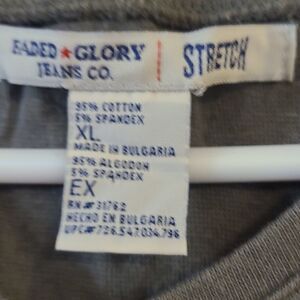 FADED ★ GLORY
JEANS CO.
STRETCH
95% COTTON
5% SPANDEX
XL
MADE IN BULGARIA
95% ALGODON
5% SPANDEX
EX
RN# 31762
HECHO EN BULGARIA
UPC# 726.547.034.796